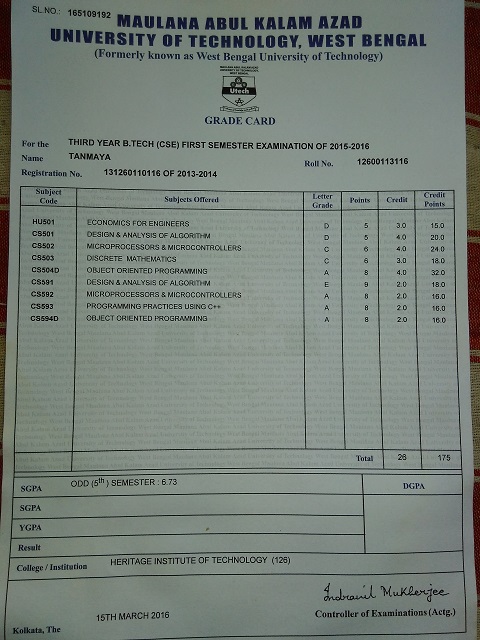 SL.NO.: 165109192
MAULANA ABUL KALAM AZAD
UNIVERSITY OF TECHNOLOGY, WEST BENGAL
(Formerly known as West Bengal University of Technology)
Utech
GRADE CARD
For the THIRD YEAR B.TECH (CSE) FIRST SEMESTER EXAMINATION OF 2015-2016
Name TANMAYA Roll No. 12600113116
Registration No. 131260110116 OF 2013-2014
Subject Code Subjects Offered Letter Grade Points Credit Credit Points
HU501 ECONOMICS FOR ENGINEERS D 5 3.0 15.0
CS501 DESIGN & ANALYSIS OF ALGORITHM D 5 4.0 20.0
CS502 MICROPROCESSORS & MICROCONTROLLERS C 6 4.0 24.0
CS503 DISCRETE MATHEMATICS C 6 3.0 18.0
CS504D OBJECT ORIENTED PROGRAMMING A 8 4.0 32.0
CS591 DESIGN & ANALYSIS OF ALGORITHM E 9 2.0 18.0
CS592 MICROPROCESSORS & MICROCONTROLLERS A 8 2.0 16.0
CS593 PROGRAMMING PRACTICES USING C++ A 8 2.0 16.0
CS594D OBJECT ORIENTED PROGRAMMING A 8 2.0 16.0
Total 26 175
SGPA ODD (5th) SEMESTER : 6.73 DGPA
SGPA
YGPA
Result
College / Institution HERITAGE INSTITUTE OF TECHNOLOGY (126)
Indranil Mukherjee
15TH MARCH 2016 Controller of Examinations (Actg.)
Kolkata, The